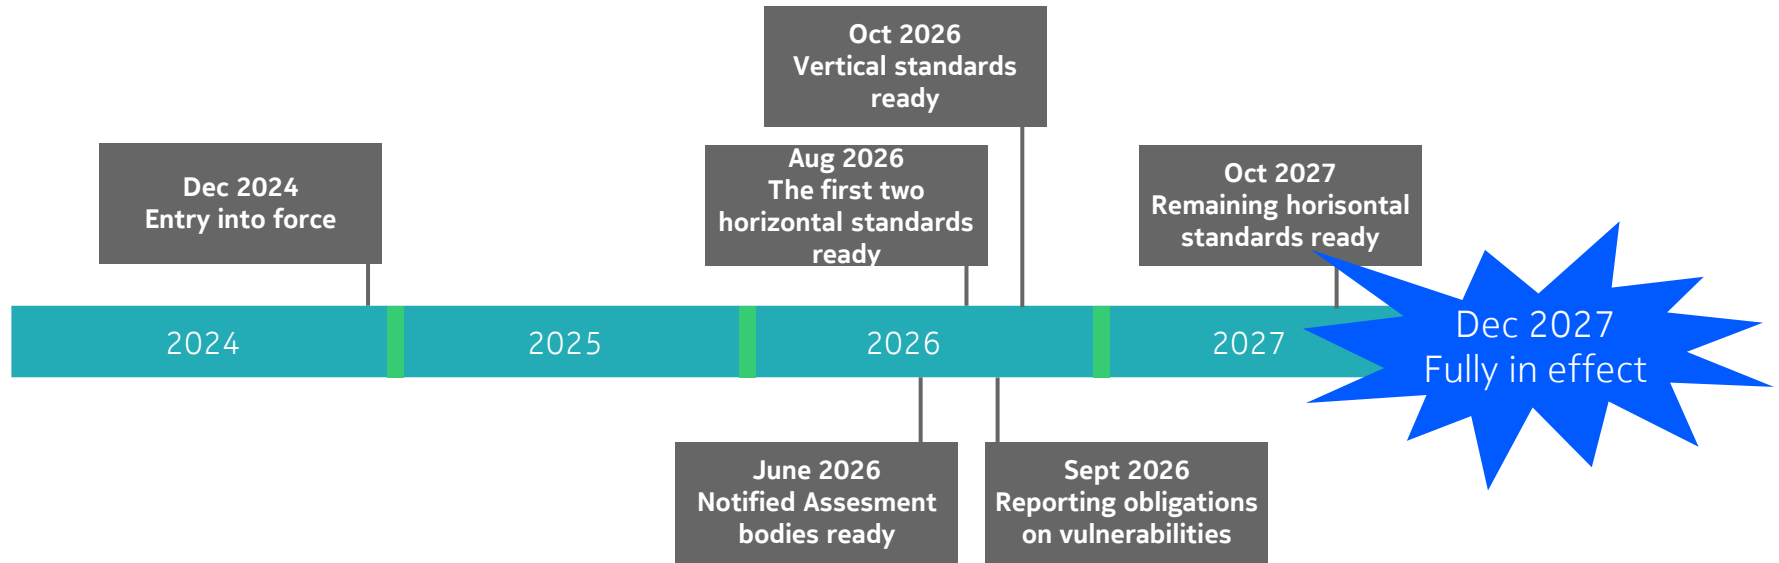 Oct 2026
Vertical standards
ready
Dec 2024
Entry into force
Aug 2026
The first two
horizontal standards
ready
Oct 2027
Remaining horisontal
standards ready
2024
2025
2026
2027
Dec 2027
Fully in effect
June 2026
Notified Assesment
bodies ready
Sept 2026
Reporting obligations
on vulnerabilities